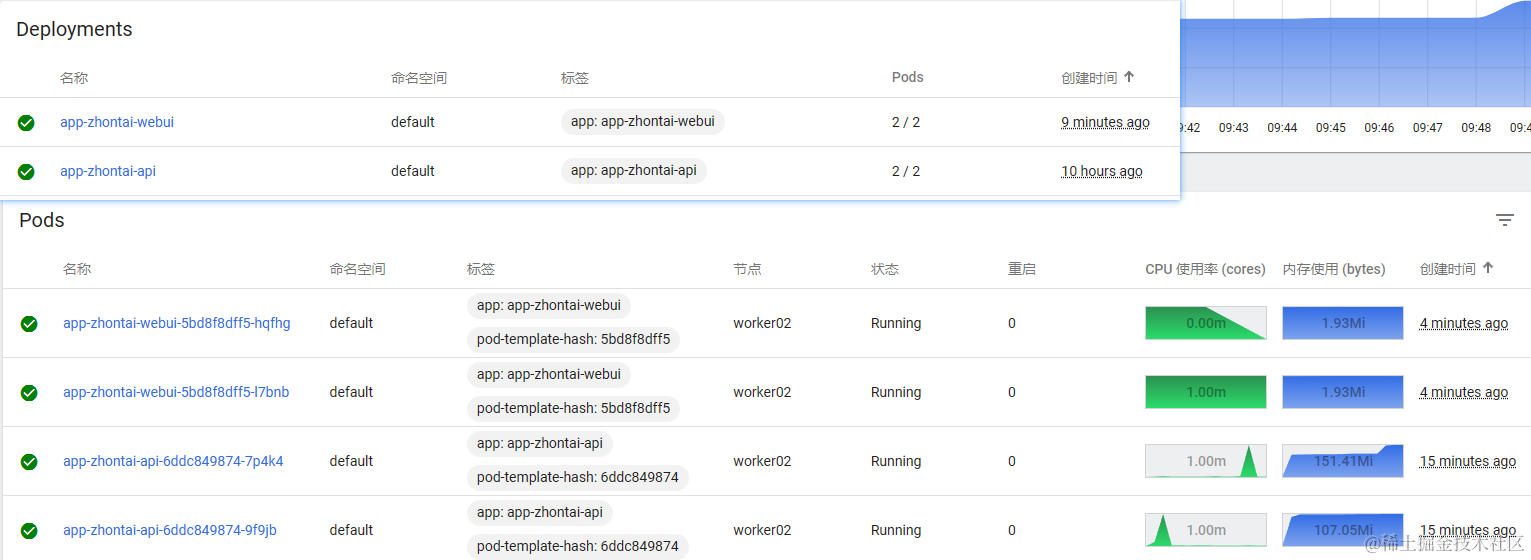 Deployments
名称 命名空间 标签 Pods 创建时间
app-zhontai-webui default app: app-zhontai-webui 2 / 2 9 minutes ago
:42 09:43 09:44 09:45 09:46 09:47 09:48 09:4
app-zhontai-api default app: app-zhontai-api 2 / 2 10 hours ago
Pods
名称 命名空间 标签 节点 状态 重启 CPU 使用率 (cores) 内存使用 (bytes) 创建时间
app: app-zhontai-webui
app-zhontai-webui-5bd8f8dff5-hqfhg default worker02 Running 0 0.00m 1.93Mi 4 minutes ago
pod-template-hash: 5bd8f8dff5
app: app-zhontai-webui
app-zhontai-webui-5bd8f8dff5-l7bnb default worker02 Running 0 1.00m 1.93Mi 4 minutes ago
pod-template-hash: 5bd8f8dff5
app: app-zhontai-api
app-zhontai-api-6ddc849874-7p4k4 default worker02 Running 0 1.00m 151.41Mi 15 minutes ago
pod-template-hash: 6ddc849874
app: app-zhontai-api
app-zhontai-api-6ddc849874-9f9jb default worker02 Running 0 1.00m 107.05Mi 15 minutes ago
pod-template-hash: 6ddc849874
@稀土掘金技术社区